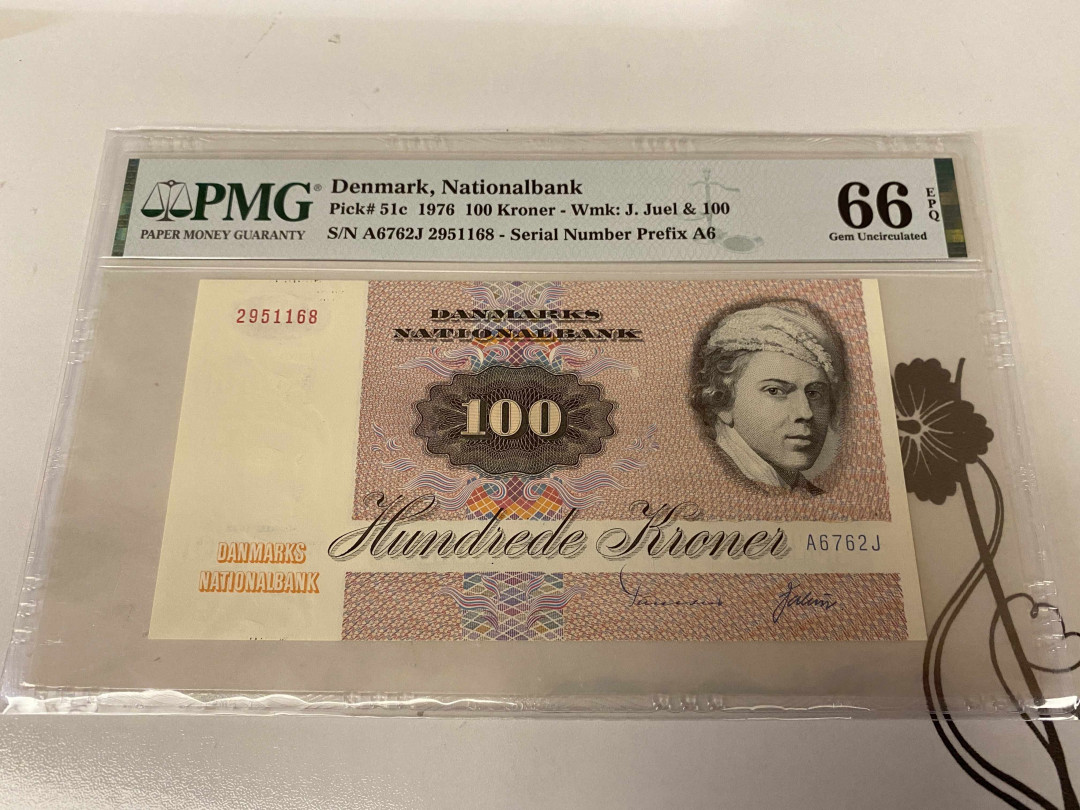 PMG®
PAPER MONEY GUARANTY
Denmark, Nationalbank
Pick# 51c 1976 100 Kroner - Wmk: J. Juel & 100
S/N A6762J 2951168 - Serial Number Prefix A6
66 EPQ
Gem Uncirculated
2951168
DANMARKS
NATIONALBANK
100
Hundrede Kroner A6762J
DANMARKS
NATIONALBANK